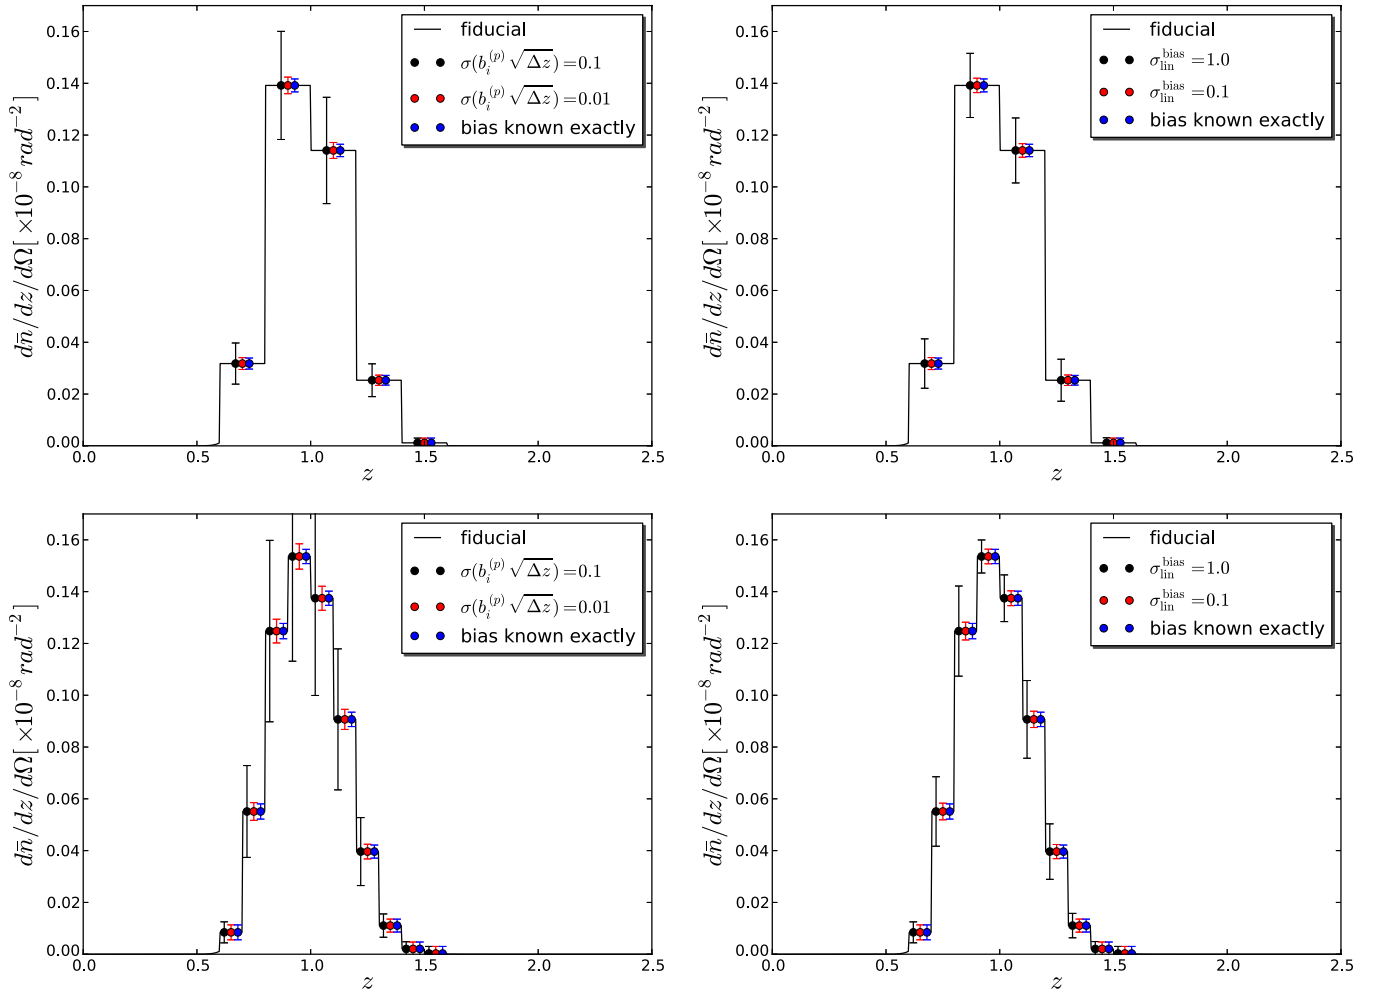 0.16
0.14
0.12
0.10
0.08
0.06
0.04
0.02
0.00
0.0 0.5 1.0 1.5 2.0 2.5
z
dn̄/dz/dΩ[×10⁻⁸ rad⁻²]
fiducial
σ(b_i^(p) √Δz)=0.1
σ(b_i^(p) √Δz)=0.01
bias known exactly
0.16
0.14
0.12
0.10
0.08
0.06
0.04
0.02
0.00
0.0 0.5 1.0 1.5 2.0 2.5
z
dn̄/dz/dΩ[×10⁻⁸ rad⁻²]
fiducial
σ_lin^bias=1.0
σ_lin^bias=0.1
bias known exactly
0.16
0.14
0.12
0.10
0.08
0.06
0.04
0.02
0.00
0.0 0.5 1.0 1.5 2.0 2.5
z
dn̄/dz/dΩ[×10⁻⁸ rad⁻²]
fiducial
σ(b_i^(p) √Δz)=0.1
σ(b_i^(p) √Δz)=0.01
bias known exactly
0.16
0.14
0.12
0.10
0.08
0.06
0.04
0.02
0.00
0.0 0.5 1.0 1.5 2.0 2.5
z
dn̄/dz/dΩ[×10⁻⁸ rad⁻²]
fiducial
σ_lin^bias=1.0
σ_lin^bias=0.1
bias known exactly